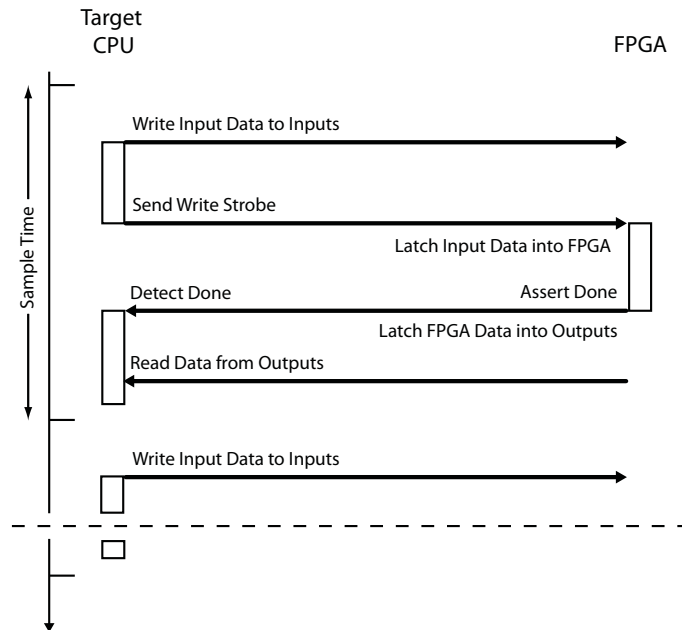 Target
CPU
FPGA
Write Input Data to Inputs
Send Write Strobe
Latch Input Data into FPGA
Sample Time
Detect Done
Assert Done
Latch FPGA Data into Outputs
Read Data from Outputs
Write Input Data to Inputs